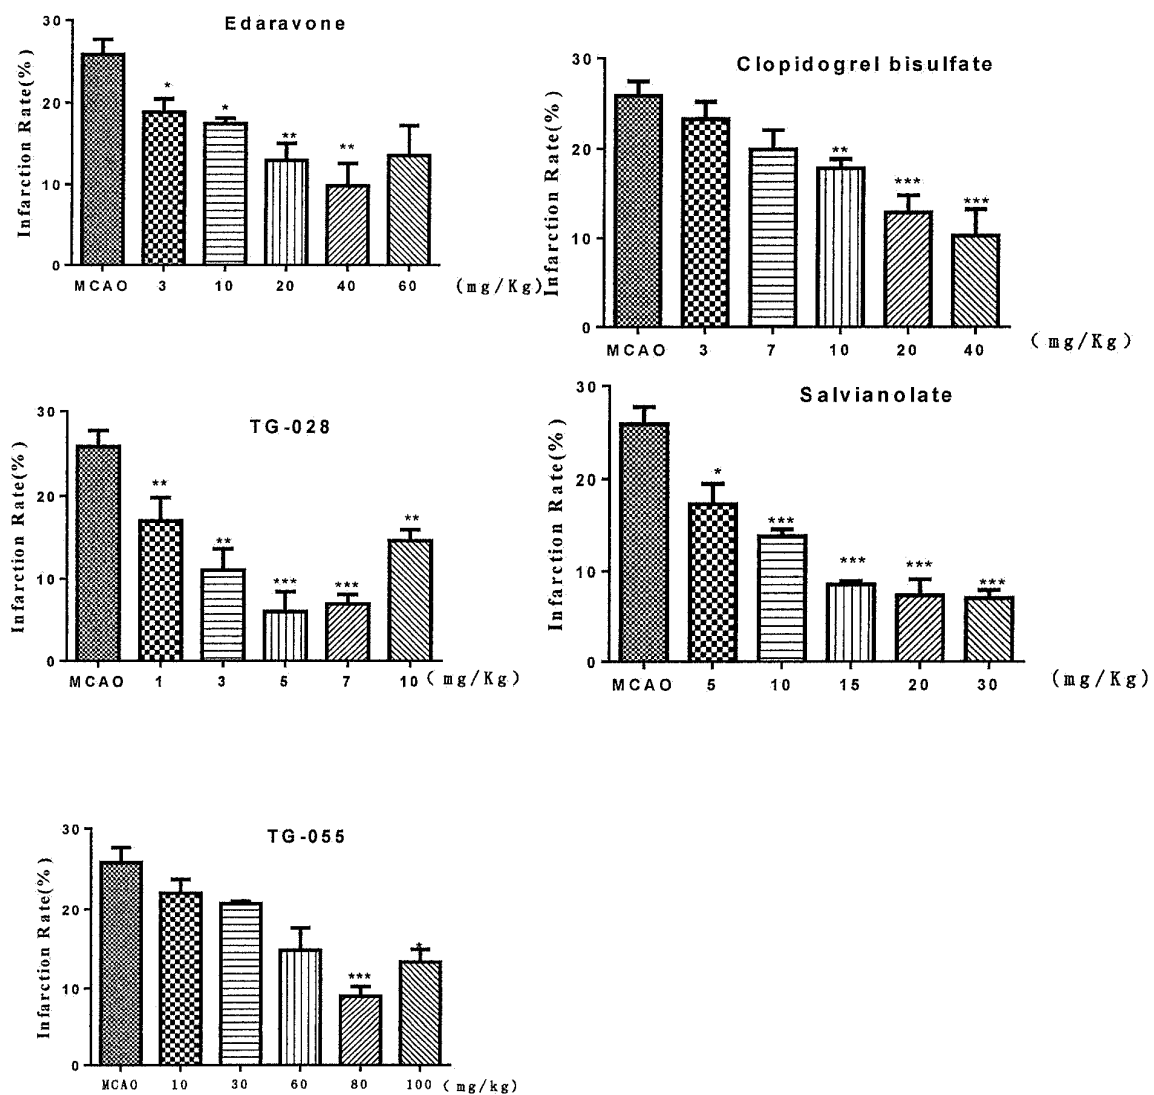 Edaravone
Infarction Rate(%)
30
20
10
0
*
*
**
**
MCAO 3 10 20 40 60 (mg/Kg)
Clopidogrel bisulfate
Infarction Rate(%)
30
20
10
0
**
***
***
MCAO 3 7 10 20 40 (mg/Kg)
TG-028
Infarction Rate(%)
30
20
10
0
**
**
***
***
**
MCAO 1 3 5 7 10 (mg/Kg)
Salvianolate
Infarction Rate(%)
30
20
10
0
*
***
***
***
***
MCAO 5 10 15 20 30 (mg/Kg)
TG-055
Infarction Rate(%)
30
20
10
0
***
*
MCAO 10 30 60 80 100 (mg/kg)